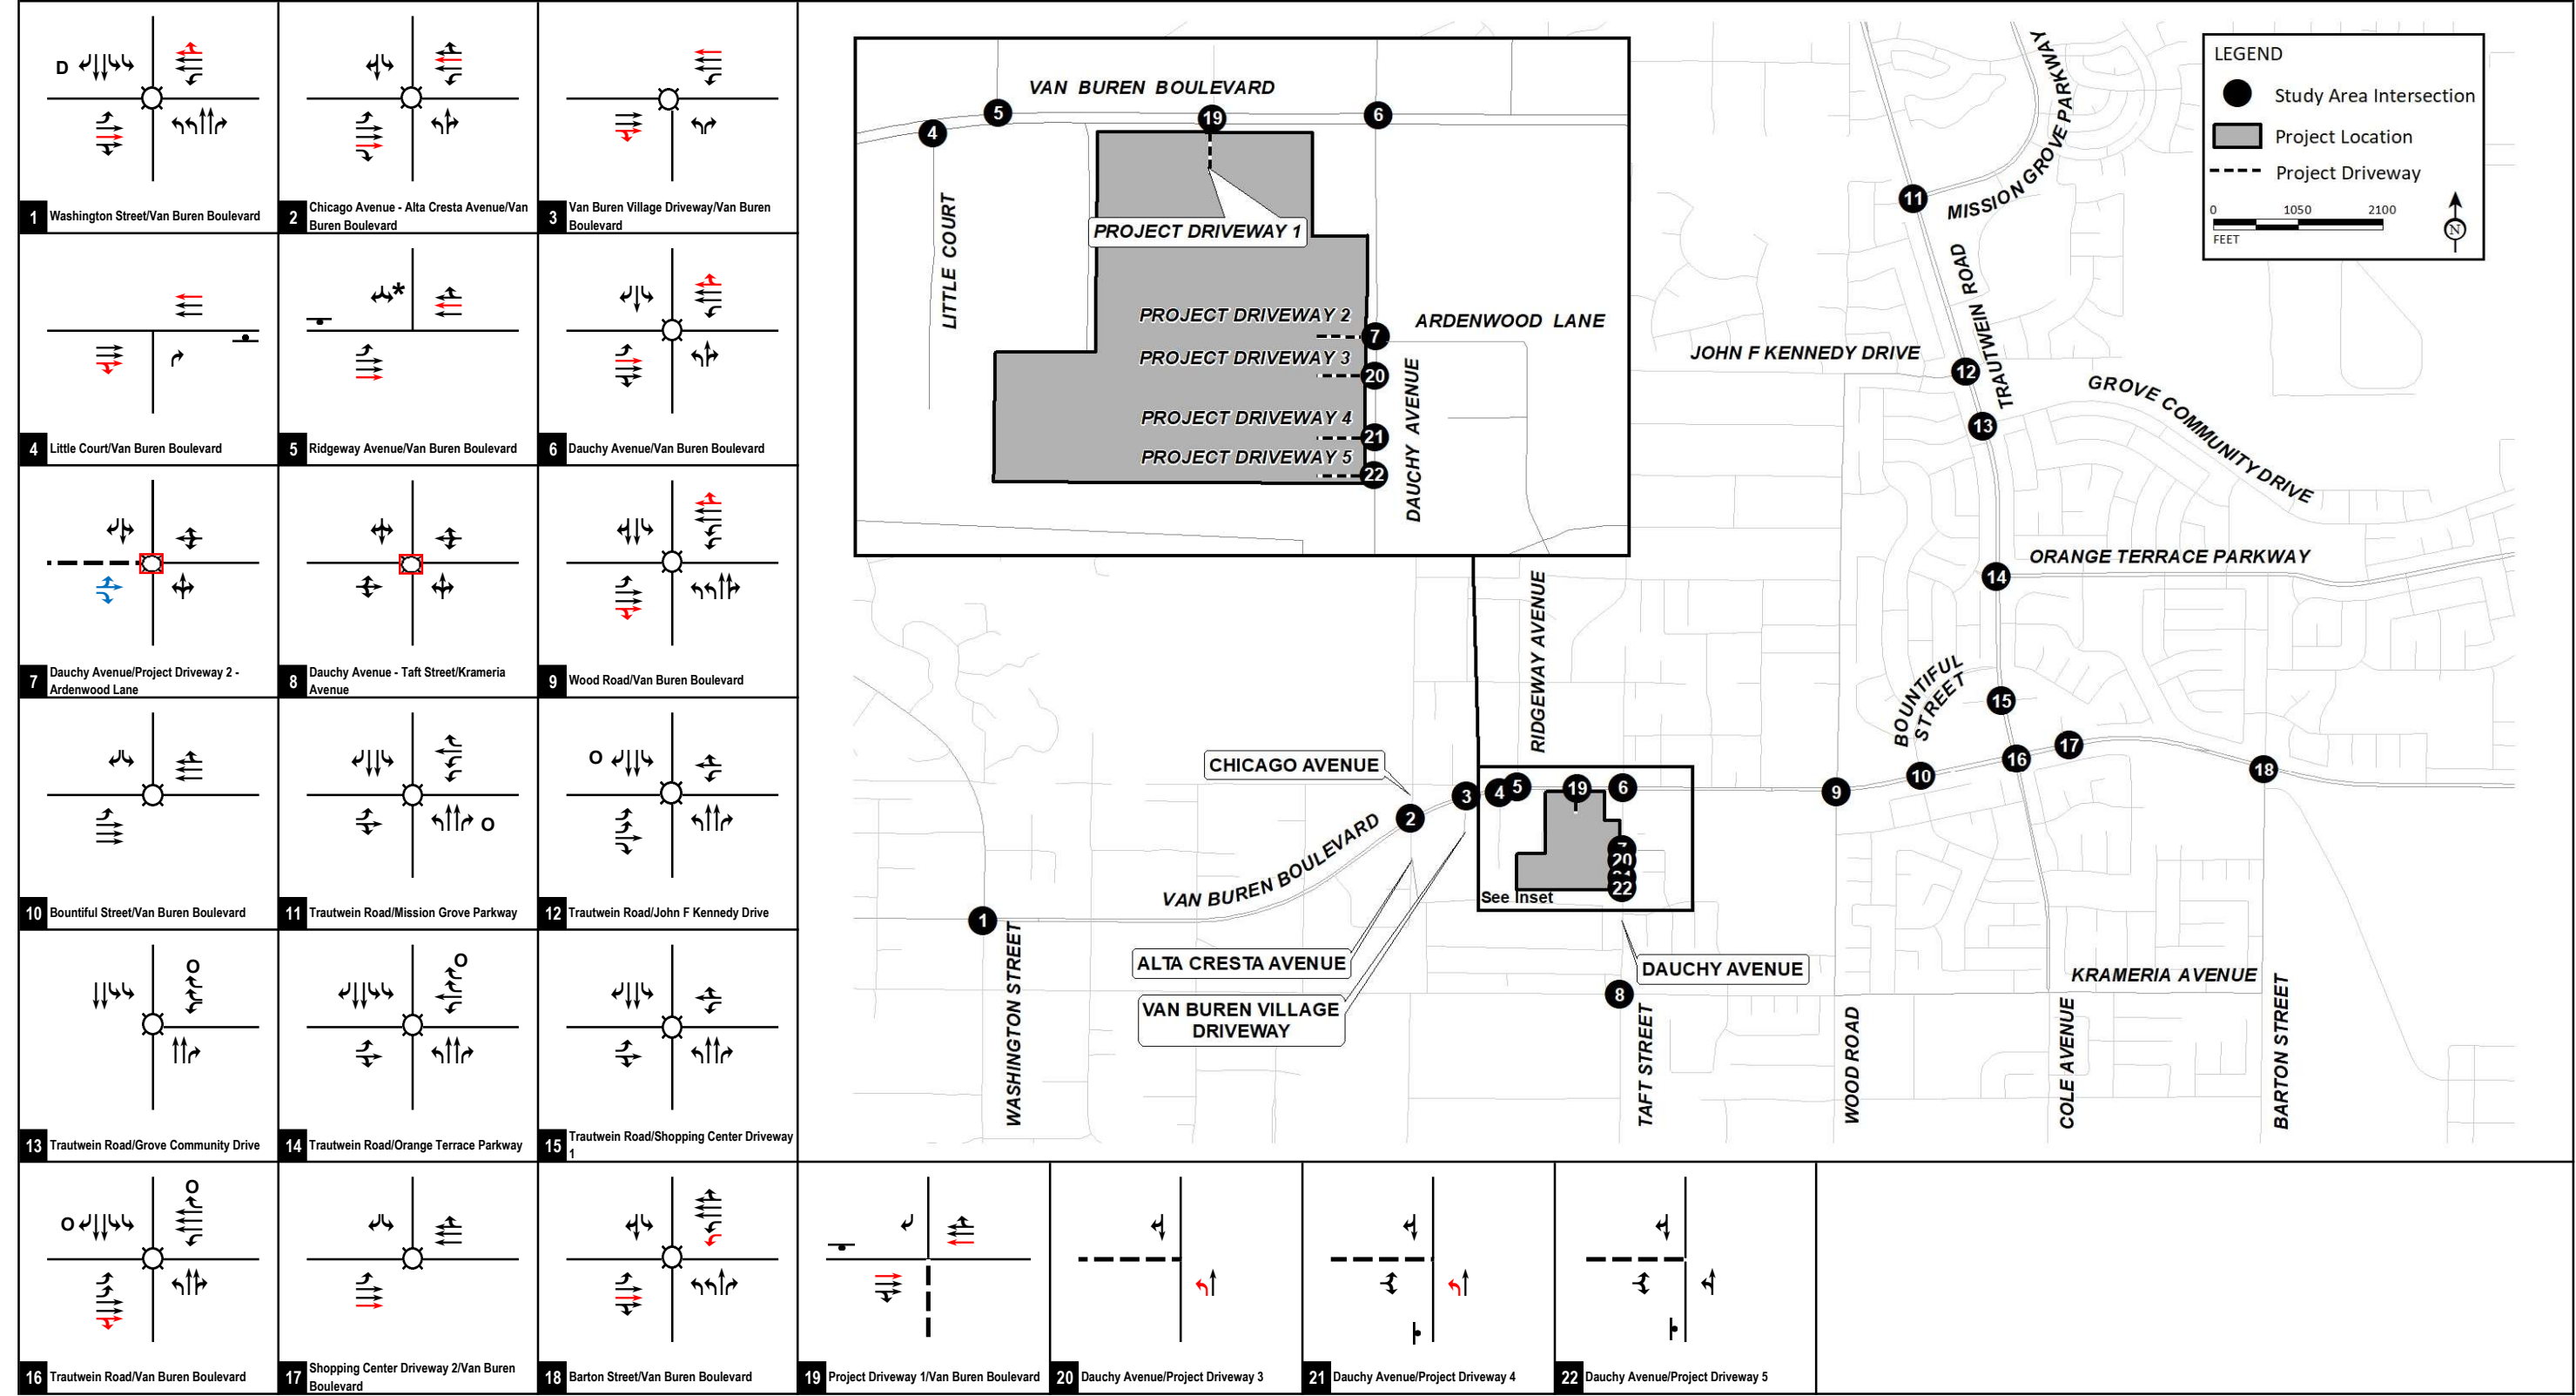 D
1 Washington Street/Van Buren Boulevard
2 Chicago Avenue - Alta Cresta Avenue/Van
Buren Boulevard
3 Van Buren Village Driveway/Van Buren
Boulevard
4 Little Court/Van Buren Boulevard
*
5 Ridgeway Avenue/Van Buren Boulevard
6 Dauchy Avenue/Van Buren Boulevard
7 Dauchy Avenue/Project Driveway 2 -
Ardenwood Lane
8 Dauchy Avenue - Taft Street/Krameria
Avenue
9 Wood Road/Van Buren Boulevard
10 Bountiful Street/Van Buren Boulevard
O
11 Trautwein Road/Mission Grove Parkway
O
12 Trautwein Road/John F Kennedy Drive
O
13 Trautwein Road/Grove Community Drive
O
14 Trautwein Road/Orange Terrace Parkway
15 Trautwein Road/Shopping Center Driveway
1
O
O
16 Trautwein Road/Van Buren Boulevard
17 Shopping Center Driveway 2/Van Buren
Boulevard
18 Barton Street/Van Buren Boulevard
19 Project Driveway 1/Van Buren Boulevard
20 Dauchy Avenue/Project Driveway 3
21 Dauchy Avenue/Project Driveway 4
22 Dauchy Avenue/Project Driveway 5
VAN BUREN BOULEVARD
4
5
19
6
LITTLE COURT
PROJECT DRIVEWAY 1
PROJECT DRIVEWAY 2
7
ARDENWOOD LANE
PROJECT DRIVEWAY 3
20
PROJECT DRIVEWAY 4
21
PROJECT DRIVEWAY 5
22
DAUCHY AVENUE
LEGEND
Study Area Intersection
Project Location
Project Driveway
0 1050 2100
FEET
N
MISSION GROVE PARKWAY
11
TRAUTWEIN ROAD
JOHN F KENNEDY DRIVE
12
13
GROVE COMMUNITY DRIVE
ORANGE TERRACE PARKWAY
14
RIDGEWAY AVENUE
BOUNTIFUL
STREET
15
16
17
18
CHICAGO AVENUE
2
3
4
5
19
6
9
10
7
20
21
22
See Inset
VAN BUREN BOULEVARD
1
WASHINGTON STREET
ALTA CRESTA AVENUE
VAN BUREN VILLAGE
DRIVEWAY
DAUCHY AVENUE
8
TAFT STREET
WOOD ROAD
KRAMERIA AVENUE
COLE AVENUE
BARTON STREET